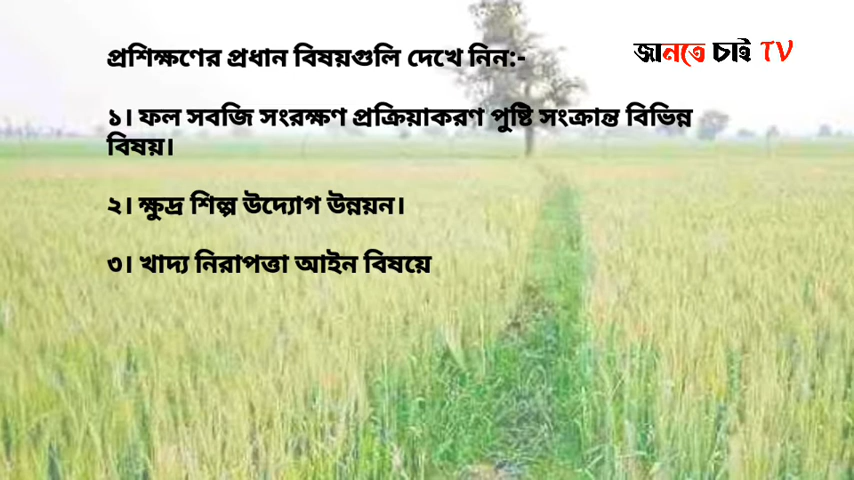 জানতে চাই TV
প্রশিক্ষণের প্রধান বিষয়গুলি দেখে নিন:-
১। ফল সবজি সংরক্ষণ প্রক্রিয়াকরণ পুষ্টি সংক্রান্ত বিভিন্ন
বিষয়।
২। ক্ষুদ্র শিল্প উদ্যোগ উন্নয়ন।
৩। খাদ্য নিরাপত্তা আইন বিষয়ে